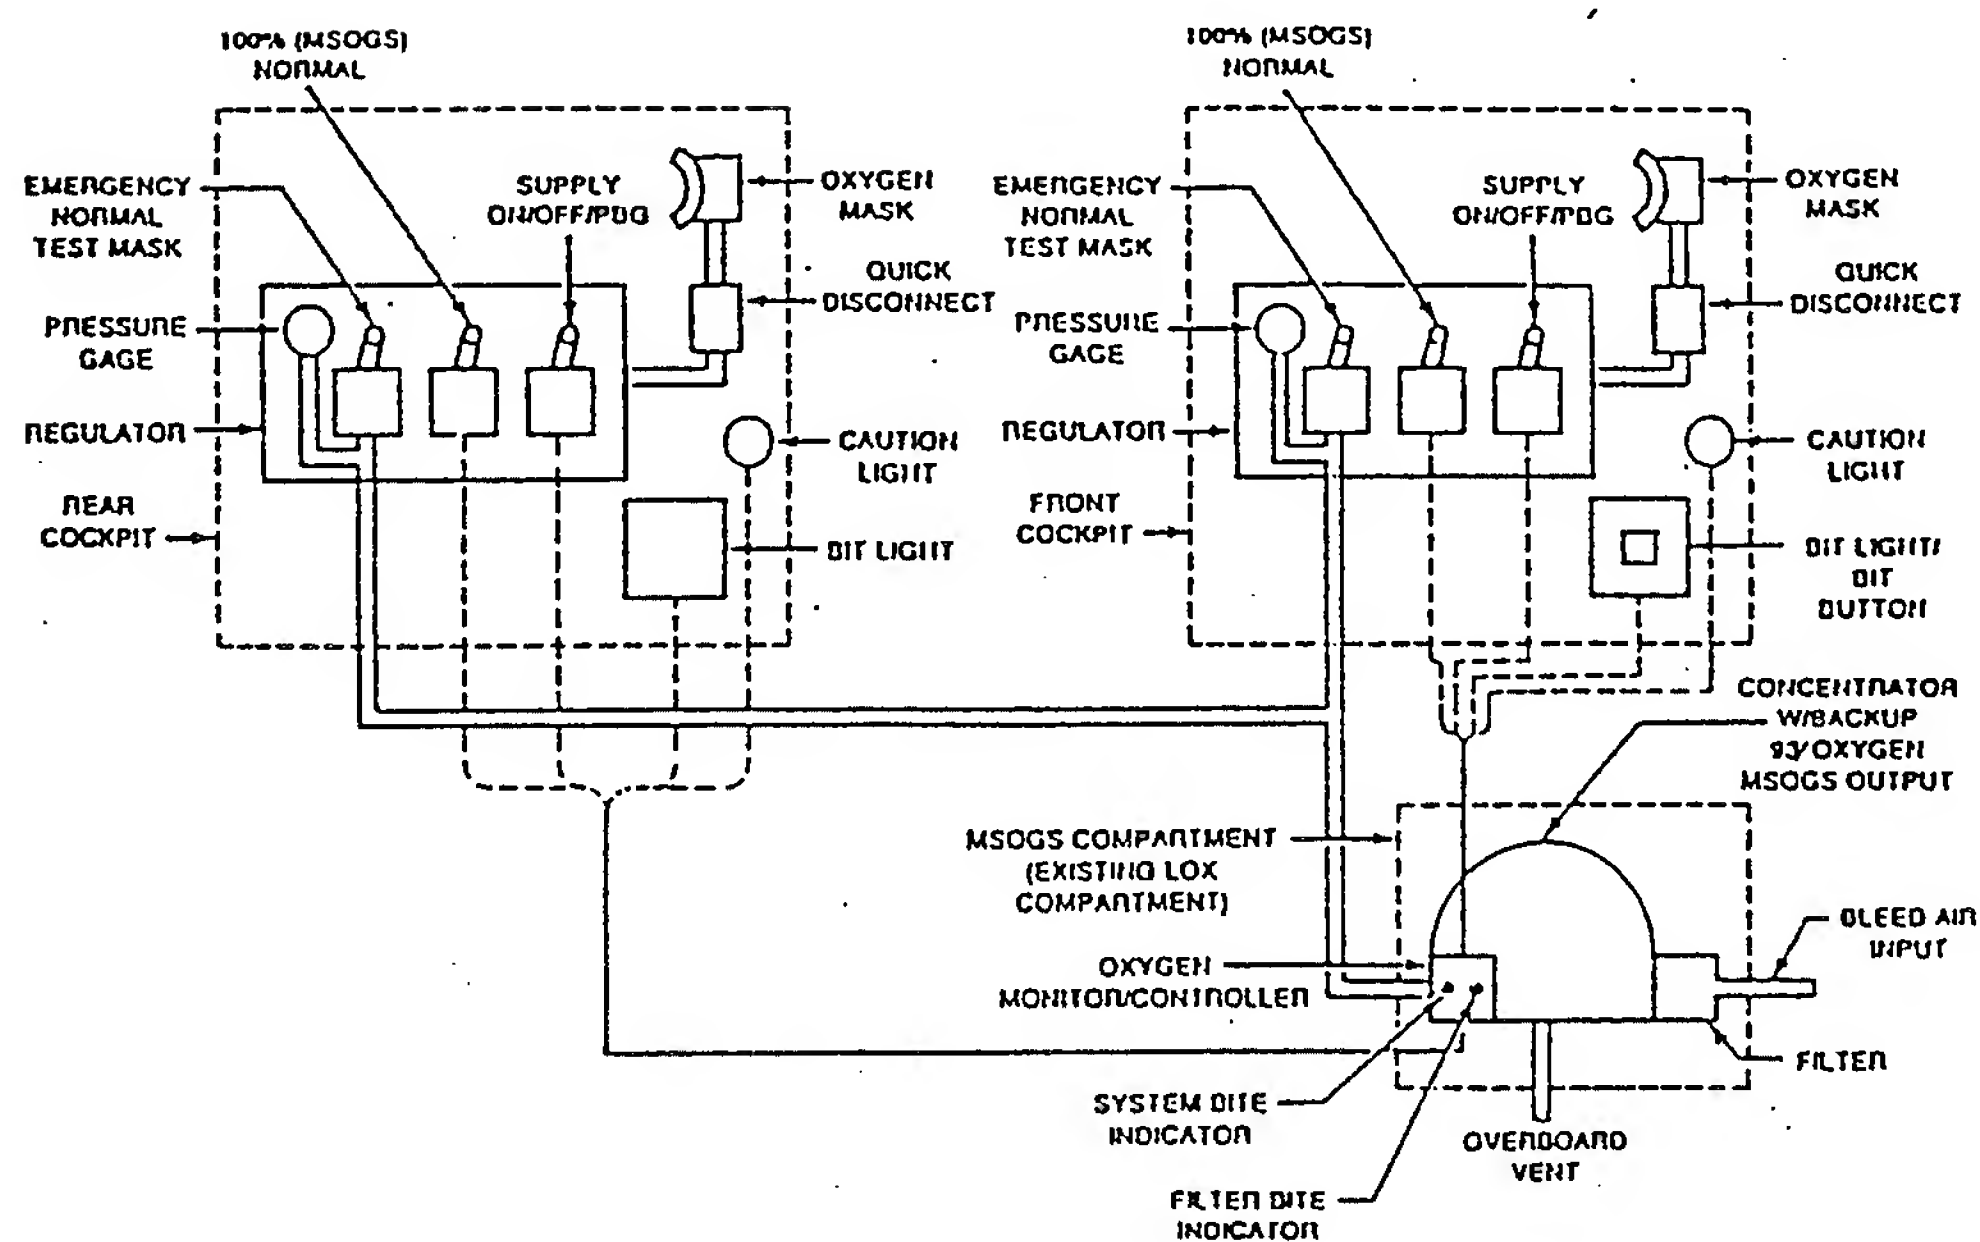 100% (MSOGS)
NORMAL
EMERGENCY
NORMAL
TEST MASK
SUPPLY
ON/OFF/PBG
OXYGEN
MASK
QUICK
DISCONNECT
PRESSURE
GAGE
REGULATOR
CAUTION
LIGHT
REAR
COCKPIT
BIT LIGHT
100% (MSOGS)
NORMAL
EMERGENCY
NORMAL
TEST MASK
SUPPLY
ON/OFF/PBG
OXYGEN
MASK
QUICK
DISCONNECT
PRESSURE
GAGE
REGULATOR
CAUTION
LIGHT
FRONT
COCKPIT
BIT LIGHT/
BIT
BUTTON
CONCENTRATOR
W/BACKUP
OXYGEN
MSOGS OUTPUT
MSOGS COMPARTMENT
(EXISTING LOX
COMPARTMENT)
BLEED AIR
INPUT
OXYGEN
MONITOR/CONTROLLER
FILTER
SYSTEM BITE
INDICATOR
OVERBOARD
VENT
FILTER BITE
INDICATOR